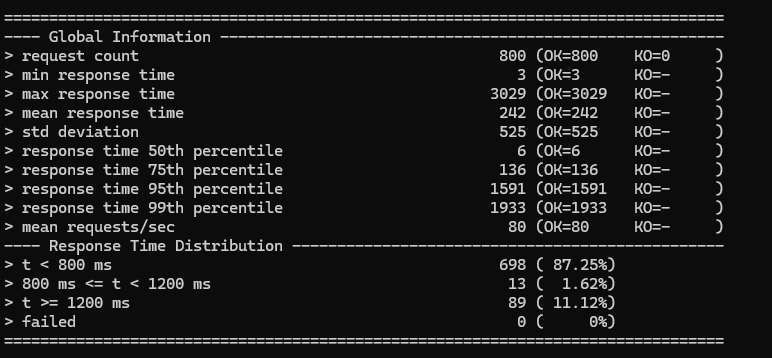 ================================================================================
---- Global Information --------------------------------------------------------
> request count                                        800 (OK=800    KO=0     )
> min response time                                      3 (OK=3      KO=-     )
> max response time                                   3029 (OK=3029   KO=-     )
> mean response time                                   242 (OK=242    KO=-     )
> std deviation                                        525 (OK=525    KO=-     )
> response time 50th percentile                          6 (OK=6      KO=-     )
> response time 75th percentile                        136 (OK=136    KO=-     )
> response time 95th percentile                       1591 (OK=1591   KO=-     )
> response time 99th percentile                       1933 (OK=1933   KO=-     )
> mean requests/sec                                     80 (OK=80     KO=-     )
---- Response Time Distribution ------------------------------------------------
> t < 800 ms                                           698 ( 87.25%)
> 800 ms <= t < 1200 ms                                 13 (  1.62%)
> t >= 1200 ms                                          89 ( 11.12%)
> failed                                                 0 (     0%)
================================================================================